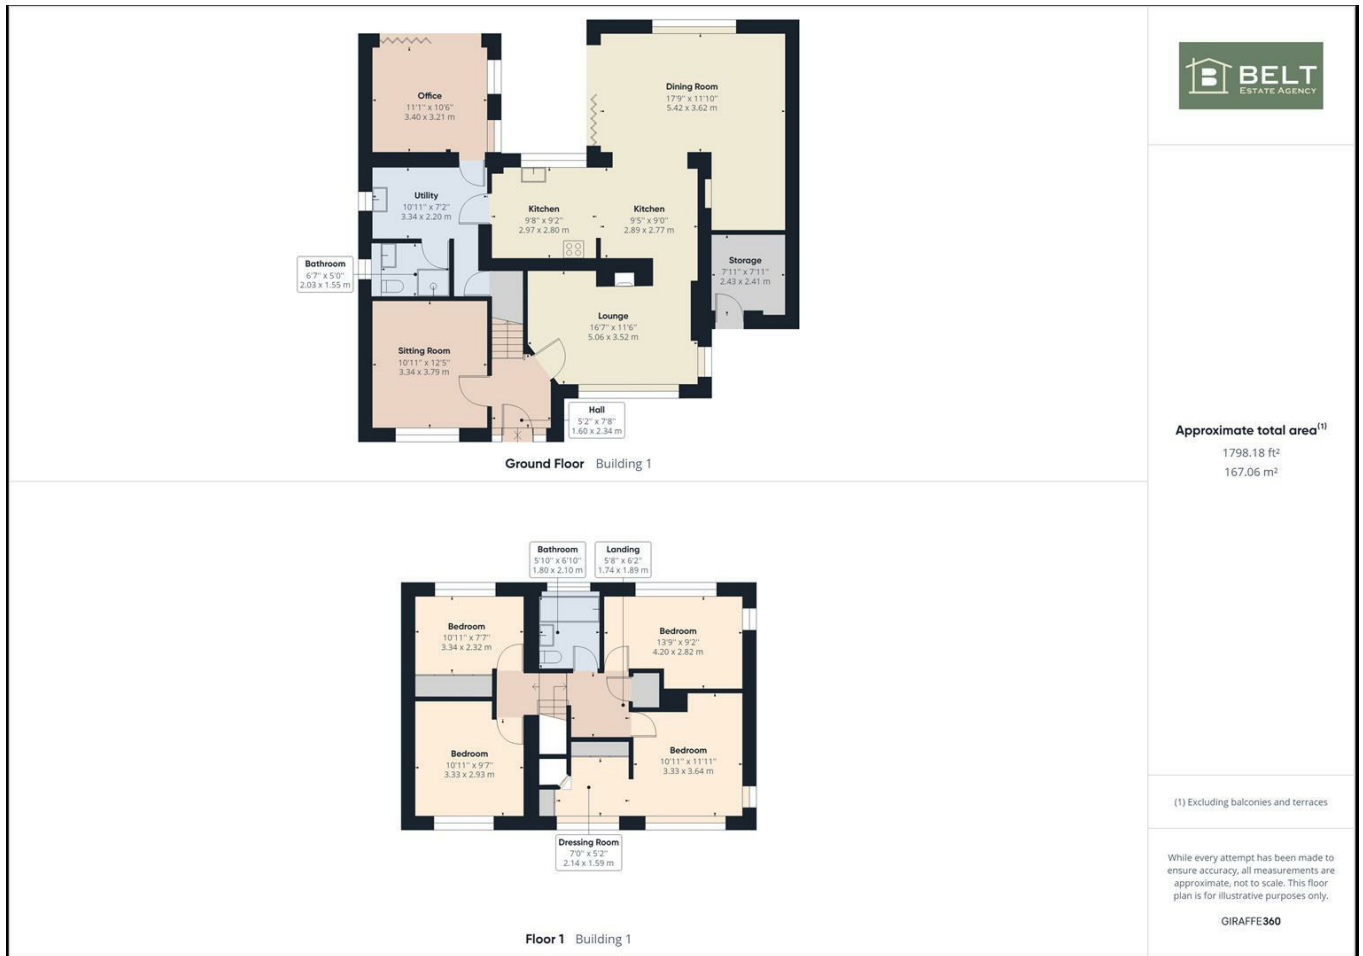 Office
11'1" x 10'6"
3.40 x 3.21 m
Dining Room
17'9" x 11'10"
5.42 x 3.62 m
Utility
10'11" x 7'2"
3.34 x 2.20 m
Kitchen
9'8" x 9'2"
2.97 x 2.80 m
Kitchen
9'5" x 9'0"
2.89 x 2.77 m
Bathroom
6'7" x 5'0"
2.03 x 1.55 m
Storage
7'11" x 7'11"
2.43 x 2.41 m
Lounge
16'7" x 11'6"
5.06 x 3.52 m
Sitting Room
10'11" x 12'5"
3.34 x 3.79 m
Hall
5'2" x 7'8"
1.60 x 2.34 m
Ground Floor Building 1
Bathroom
5'10" x 6'10"
1.80 x 2.10 m
Landing
5'8" x 6'2"
1.74 x 1.89 m
Bedroom
10'11" x 7'7"
3.34 x 2.32 m
Bedroom
13'9" x 9'2"
4.20 x 2.82 m
Bedroom
10'11" x 9'7"
3.33 x 2.93 m
Bedroom
10'11" x 11'11"
3.33 x 3.64 m
Dressing Room
7'0" x 5'2"
2.14 x 1.59 m
Floor 1 Building 1
B BELT
ESTATE AGENCY
Approximate total area(1)
1798.18 ft²
167.06 m²
(1) Excluding balconies and terraces
While every attempt has been made to
ensure accuracy, all measurements are
approximate, not to scale. This floor
plan is for illustrative purposes only.
GIRAFFE360